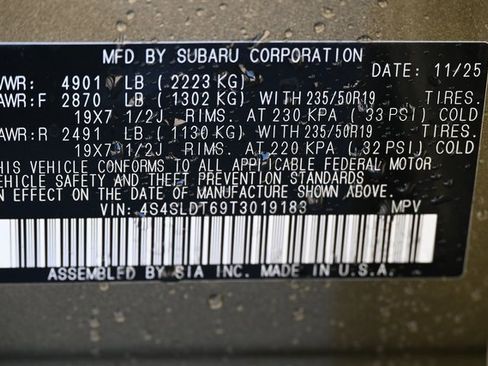 MFD BY SUBARU CORPORATION
DATE: 11/25
VWR: 4901 LB (2223 KG)
AWR:F 2870 LB (1302 KG) WITH 235/50R19 TIRES.
19X7 1/2J RIMS. AT 230 KPA (33 PSI) COLD
AWR:R 2491 LB (1130 KG) WITH 235/50R19 TIRES.
19X7 1/2J RIMS. AT 220 KPA (32 PSI) COLD
THIS VEHICLE CONFORMS TO ALL APPLICABLE FEDERAL MOTOR
VEHICLE SAFETY AND THEFT PREVENTION STANDARDS
IN EFFECT ON THE DATE OF MANUFACTURE SHOWN ABOVE.
VIN: 4S4SLDT69T3019183 MPV
ASSEMBLED BY SIA INC. MADE IN U.S.A.